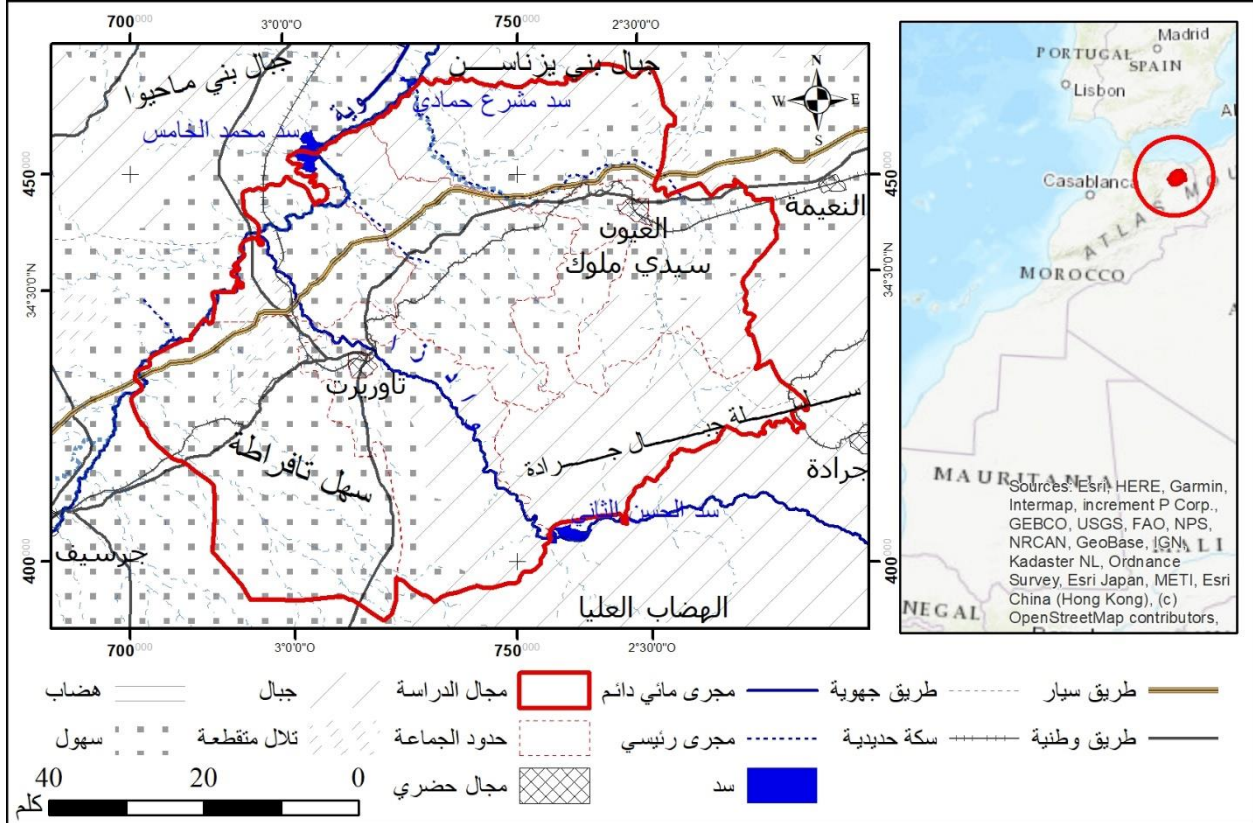 700000
3°0'0"O
750000
2°30'0"O
جبال بني ماحيوا
جبال بني يزناســـن
N
W E
S
سد مشرع حمادي
سد محمد الخامس
وية
450000
450000
النعيمة
العيون
سيدي ملوك
34°30'0"N
34°30'0"N
تاوريرت
سلسلة جبـــال جـــرادة
جرادة
سهل تافراطة
سد الحسن الثاني
جرسيف
400000
400000
الهضاب العليا
700000
3°0'0"O
750000
2°30'0"O
Madrid
PORTUGAL
SPAIN
Lisbon
Casablanca
ATLAS MOU
MOROCCO
MAURITANIA
MALI
NEGAL
Sources: Esri, HERE, Garmin,
Intermap, increment P Corp.,
GEBCO, USGS, FAO, NPS,
NRCAN, GeoBase, IGN,
Kadaster NL, Ordnance
Survey, Esri Japan, METI, Esri
China (Hong Kong), (c)
OpenStreetMap contributors,
طريق سيار
طريق جهوية
مجرى مائي دائم
مجال الدراسة
جبال
هضاب
طريق وطنية
سكة حديدية
مجرى رئيسي
حدود الجماعة
تلال متقطعة
سهول
سد
مجال حضري
40 20 0
كلم